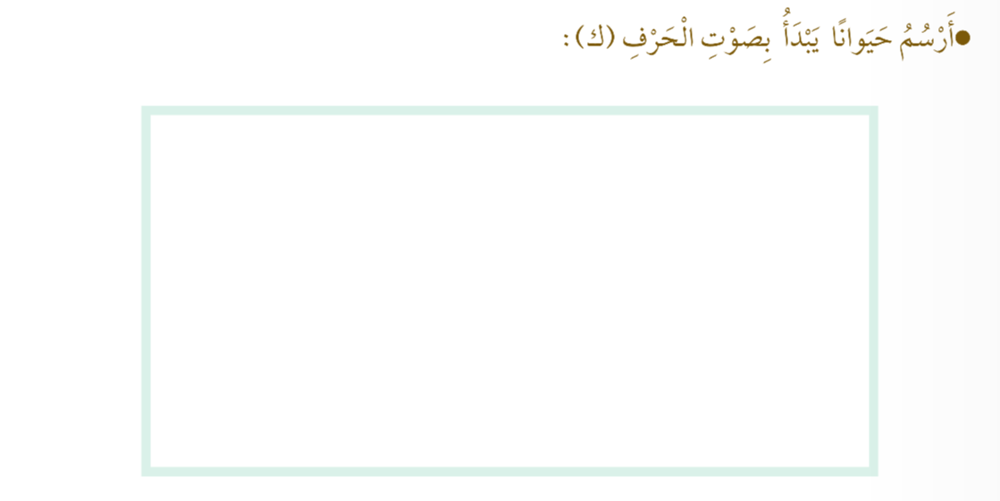 ●أَرْسُمُ حَيَوانًا يَبْدَأُ بِصَوْتِ الْحَرْفِ (ك):